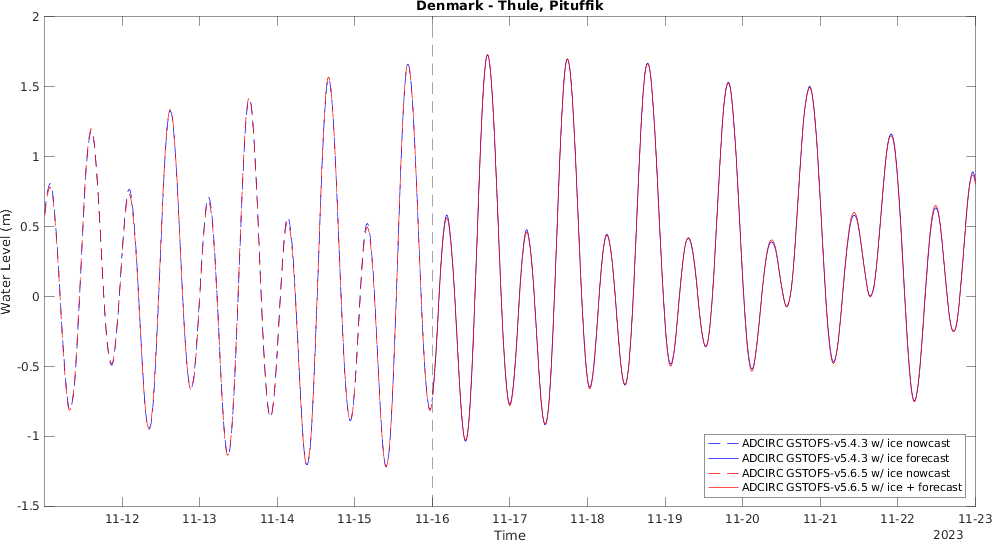 Denmark - Thule, Pituffik
2
1.5
1
0.5
0
-0.5
-1
-1.5
Water Level (m)
ADCIRC GSTOFS-v5.4.3 w/ ice nowcast
ADCIRC GSTOFS-v5.4.3 w/ ice forecast
ADCIRC GSTOFS-v5.6.5 w/ ice nowcast
ADCIRC GSTOFS-v5.6.5 w/ ice + forecast
11-12 11-13 11-14 11-15 11-16 11-17 11-18 11-19 11-20 11-21 11-22 11-23
Time
2023